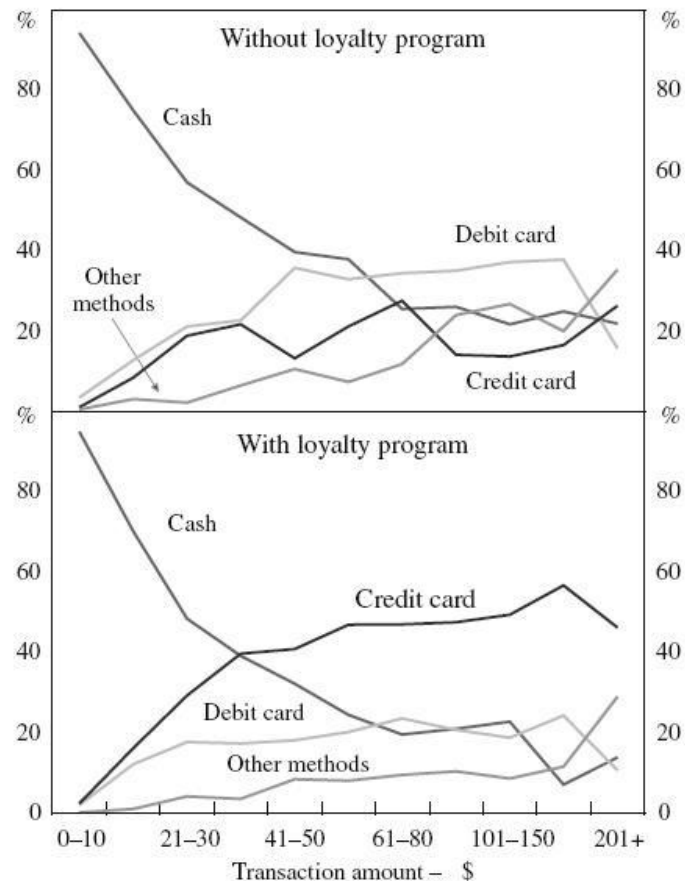 % Without loyalty program %
80 80
Cash
60 60
40 Debit card 40
Other
methods
20 20
Credit card
% With loyalty program %
80 80
Cash
60 60
Credit card
40 40
Debit card
20 20
Other methods
0 0
0–10 21–30 41–50 61–80 101–150 201+
Transaction amount – $